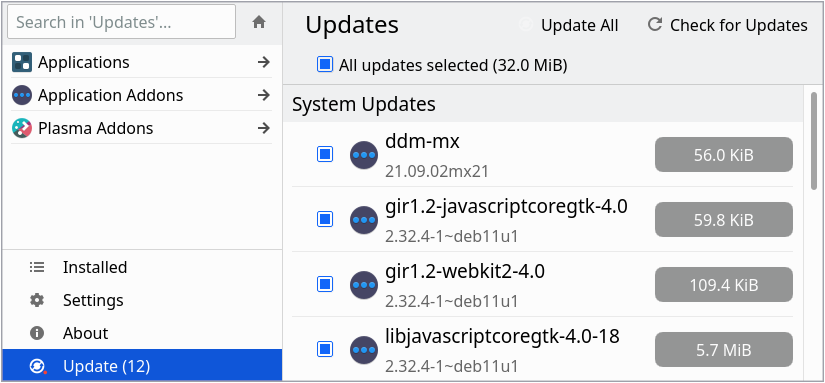 Search in 'Updates'...
Applications
Application Addons
Plasma Addons
Installed
Settings
About
Update (12)
Updates
Update All
Check for Updates
All updates selected (32.0 MiB)
System Updates
ddm-mx
21.09.02mx21
56.0 KiB
gir1.2-javascriptcoregtk-4.0
2.32.4-1~deb11u1
59.8 KiB
gir1.2-webkit2-4.0
2.32.4-1~deb11u1
109.4 KiB
libjavascriptcoregtk-4.0-18
2.32.4-1~deb11u1
5.7 MiB